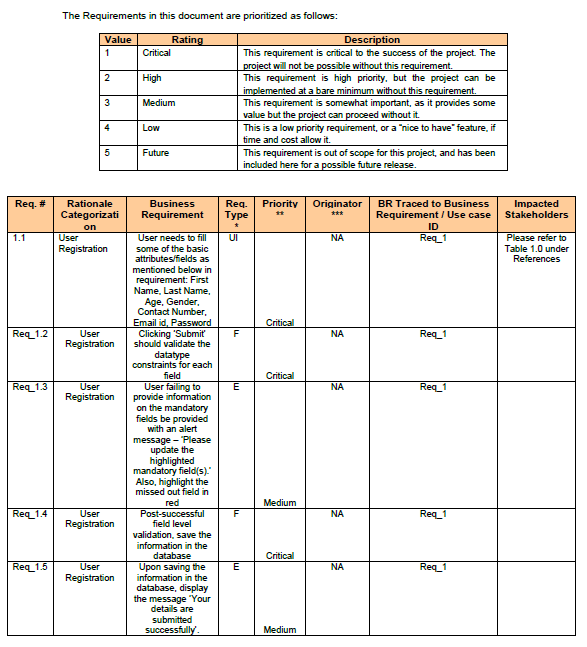 The Requirements in this document are prioritized as follows:
Value Rating Description
1 Critical This requirement is critical to the success of the project. The
project will not be possible without this requirement.
2 High This requirement is high priority, but the project can be
implemented at a bare minimum without this requirement.
3 Medium This requirement is somewhat important, as it provides some
value but the project can proceed without it.
4 Low This is a low priority requirement, or a "nice to have" feature, if
time and cost allow it.
5 Future This requirement is out of scope for this project, and has been
included here for a possible future release.
Req. # Rationale Business Req. Priority Originator BR Traced to Business Impacted
Categorizati Requirement Type ** *** Requirement / Use case Stakeholders
on * ID
1.1 User User needs to fill UI NA Req_1 Please refer to
Registration some of the basic Table 1.0 under
attributes/fields as References
mentioned below in
requirement: First
Name, Last Name,
Age, Gender,
Contact Number,
Email id, Password Critical
Req_1.2 User Clicking 'Submit' F NA Req_1
Registration should validate the
datatype
constraints for each
field Critical
Req_1.3 User User failing to E NA Req_1
Registration provide information
on the mandatory
fields be provided
with an alert
message – 'Please
update the
highlighted
mandatory field(s).'
Also, highlight the
missed out field in
red Medium
Req_1.4 User Post-successful F NA Req_1
Registration field level
validation, save the
information in the
database Critical
Req_1.5 User Upon saving the E NA Req_1
Registration information in the
database, display
the message 'Your
details are
submitted
successfully'. Medium